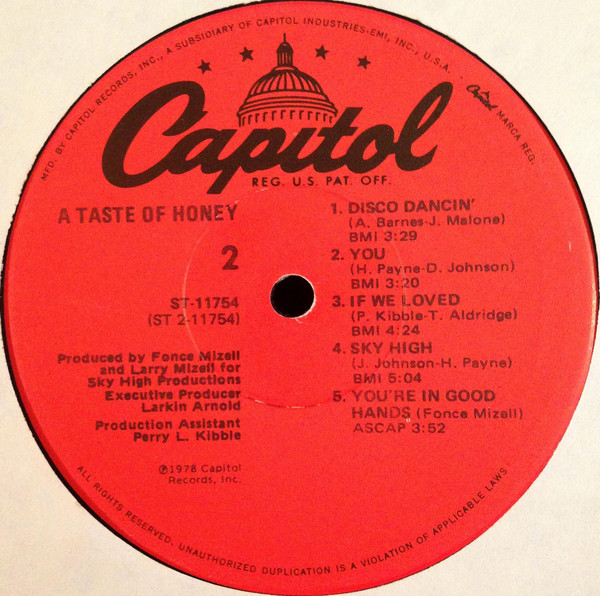 MFD. BY CAPITOL RECORDS, INC., A SUBSIDIARY OF CAPITOL INDUSTRIES-EMI, INC., U.S.A. · Capitol MARCA REG.
Capitol
REG. U.S. PAT. OFF.
A TASTE OF HONEY
2
ST-11754
(ST 2-11754)
Produced by Fonce Mizell
and Larry Mizell for
Sky High Productions
Executive Producer
Larkin Arnold
Production Assistant
Perry L. Kibble
℗1978 Capitol
Records, Inc.
1. DISCO DANCIN'
(A. Barnes-J. Malone)
BMI 3:29
2. YOU
(H. Payne-D. Johnson)
BMI 3:20
3. IF WE LOVED
(P. Kibble-T. Aldridge)
BMI 4:24
4. SKY HIGH
(J. Johnson-H. Payne)
BMI 5:04
5. YOU'RE IN GOOD
HANDS (Fonce Mizell)
ASCAP 3:52
ALL RIGHTS RESERVED. UNAUTHORIZED DUPLICATION IS A VIOLATION OF APPLICABLE LAWS